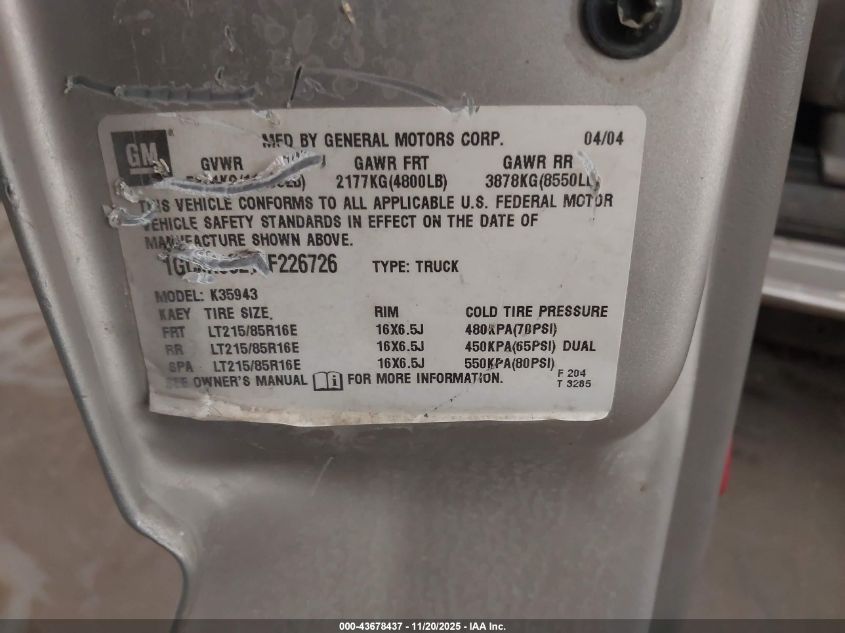 GM
MFD BY GENERAL MOTORS CORP. 04/04
GVWR GAWR FRT GAWR RR
2177KG(4800LB) 3878KG(8550LB)
THIS VEHICLE CONFORMS TO ALL APPLICABLE U.S. FEDERAL MOTOR
VEHICLE SAFETY STANDARDS IN EFFECT ON THE DATE OF
MANUFACTURE SHOWN ABOVE.
F226726 TYPE: TRUCK
MODEL: K35943
KAEY TIRE SIZE. RIM COLD TIRE PRESSURE
FRT LT215/85R16E 16X6.5J 480KPA(70PSI)
RR LT215/85R16E 16X6.5J 450KPA(65PSI) DUAL
SPA LT215/85R16E 16X6.5J 550KPA(80PSI)
SEE OWNER'S MANUAL i FOR MORE INFORMATION.
F 204
T 3285
000-43678437 - 11/20/2025 - IAA Inc.